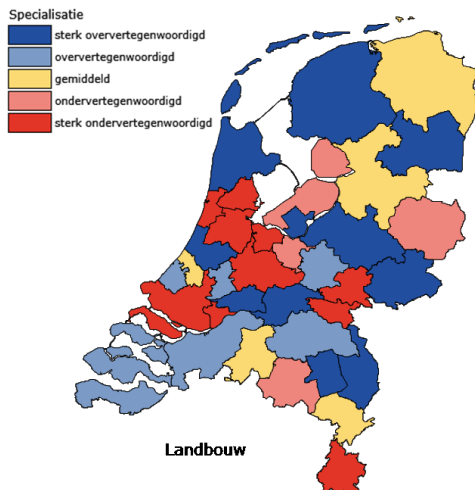 Specialisatie
sterk oververtegenwoordigd
oververtegenwoordigd
gemiddeld
ondervertegenwoordigd
sterk ondervertegenwoordigd
Landbouw